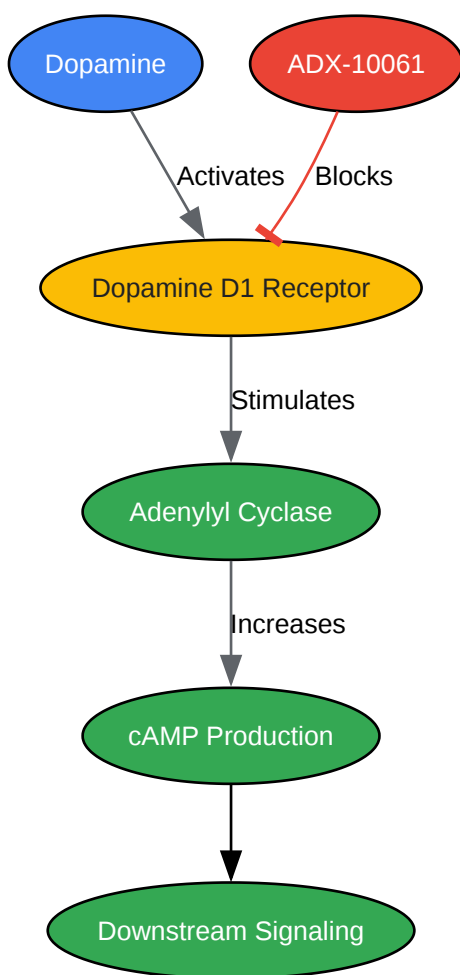 Dopamine
ADX-10061
Activates
Blocks
Dopamine D1 Receptor
Stimulates
Adenylyl Cyclase
Increases
cAMP Production
Downstream Signaling